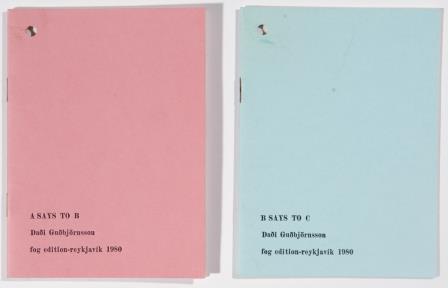 A SAYS TO B
Daði Guðbjörnsson
fog edition-reykjavík 1980
B SAYS TO C
Daði Guðbjörnsson
fog edition-reykjavík 1980